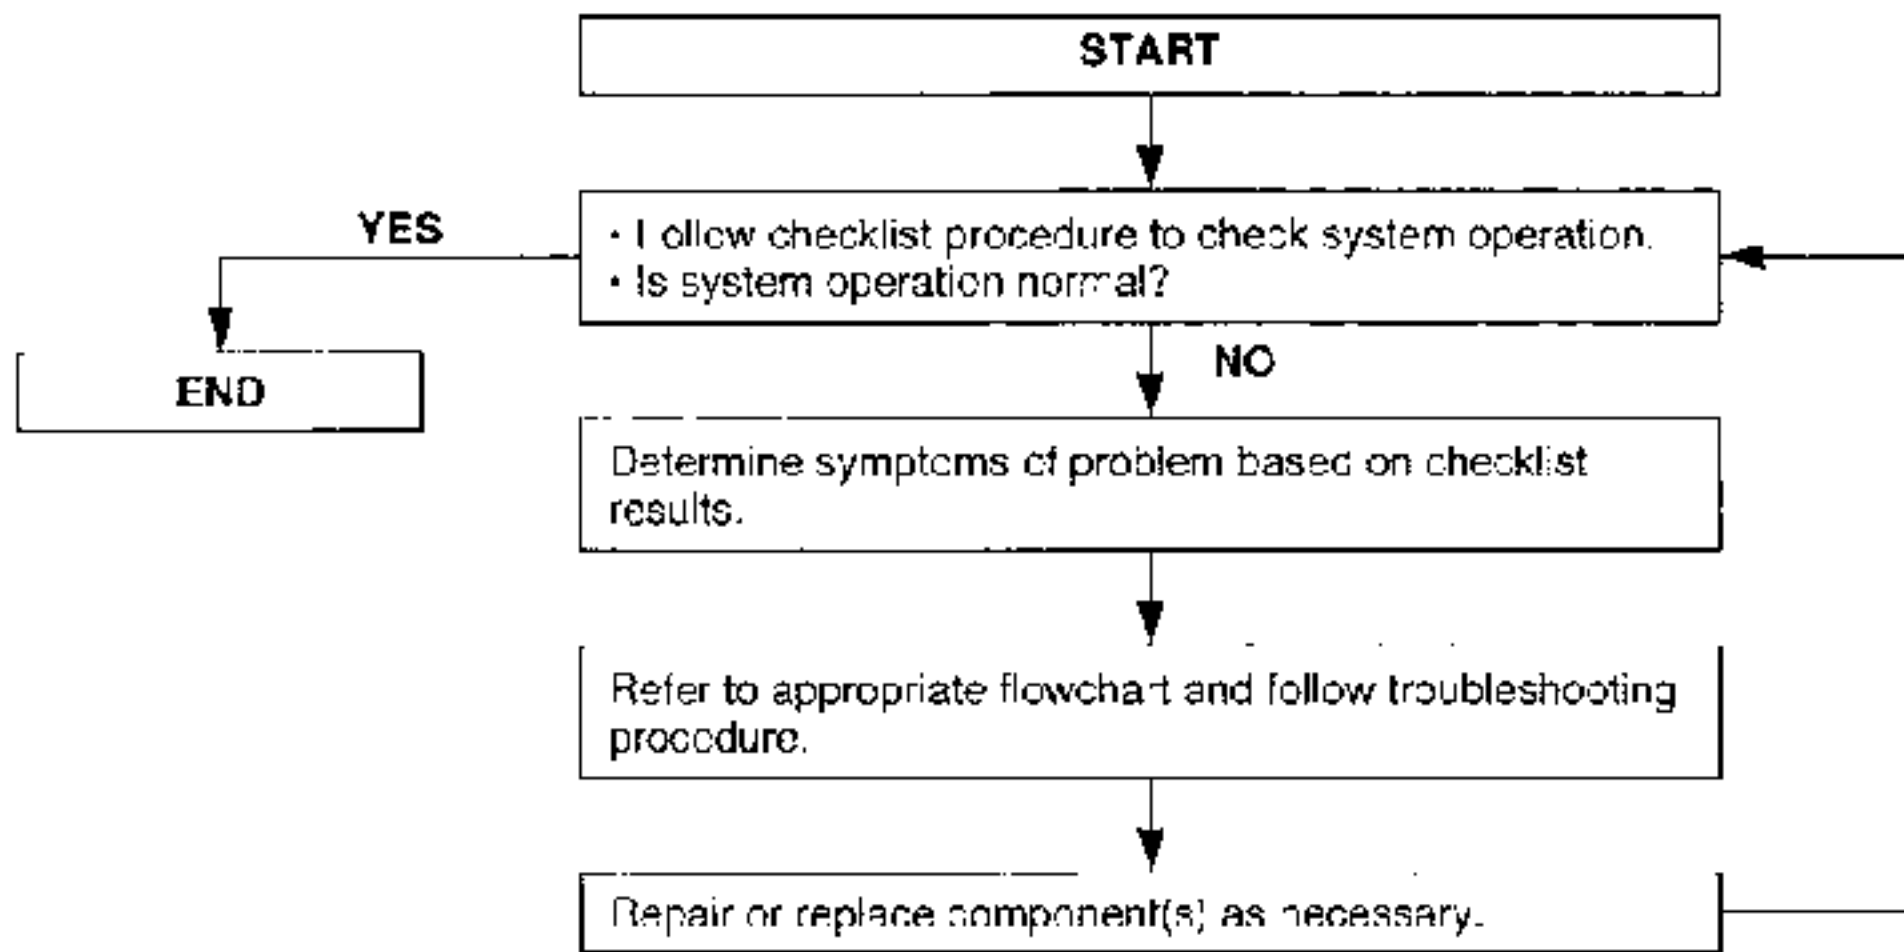 START
YES
• Follow checklist procedure to check system operation.
• Is system operation normal?
NO
END
Determine symptoms of problem based on checklist
results.
Refer to appropriate flowchart and follow troubleshooting
procedure.
Repair or replace component(s) as necessary.